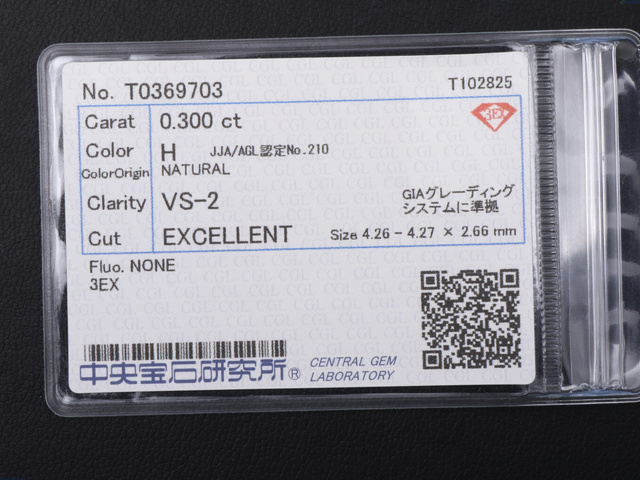 No. T0369703
T102825
Carat 0.300 ct
3EX
Color H JJA/AGL認定No.210
ColorOrigin NATURAL
Clarity VS-2
GIAグレーディング
システムに準拠
Cut EXCELLENT Size 4.26 - 4.27 × 2.66 mm
Fluo. NONE
3EX
中央宝石研究所® CENTRAL GEM
LABORATORY